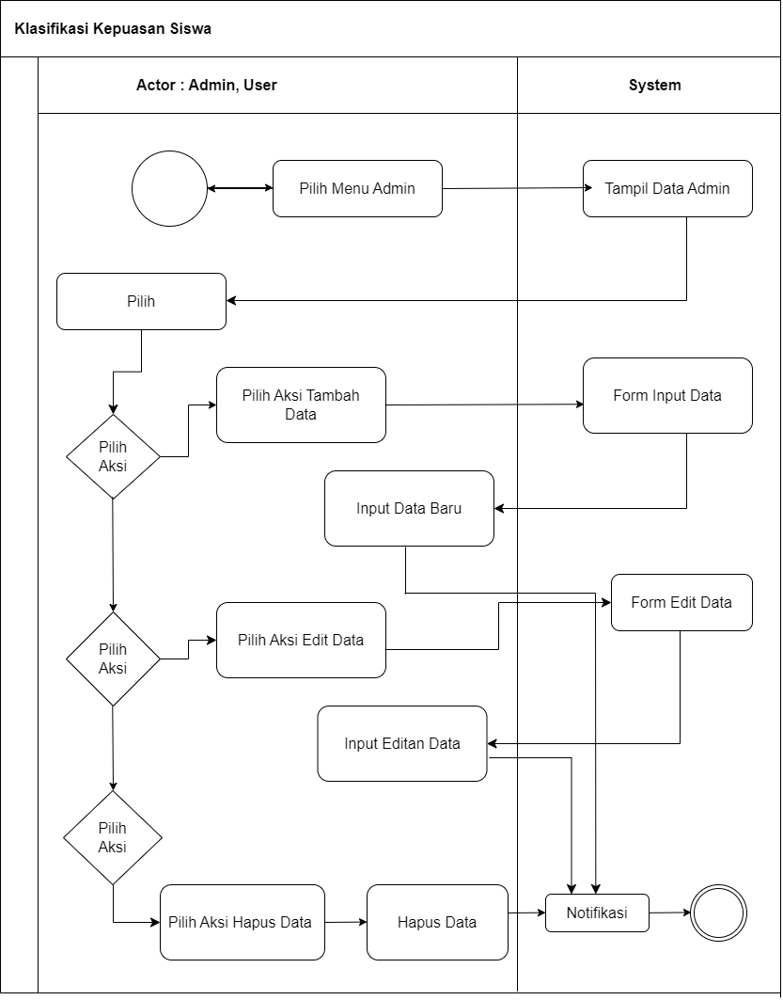 Klasifikasi Kepuasan Siswa
Actor : Admin, User
System
Pilih Menu Admin
Tampil Data Admin
Pilih
Pilih Aksi Tambah
Data
Form Input Data
Pilih
Aksi
Input Data Baru
Form Edit Data
Pilih Aksi Edit Data
Pilih
Aksi
Input Editan Data
Pilih
Aksi
Pilih Aksi Hapus Data
Hapus Data
Notifikasi